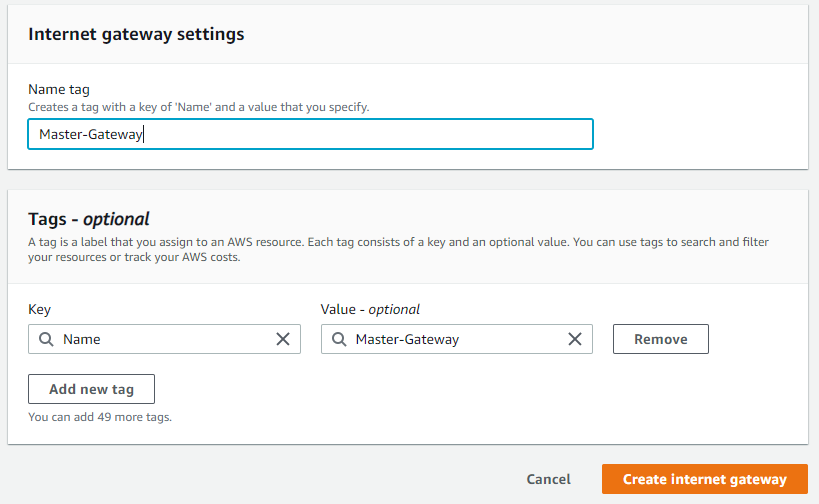 Internet gateway settings
Name tag
Creates a tag with a key of 'Name' and a value that you specify.
Master-Gateway
Tags - optional
A tag is a label that you assign to an AWS resource. Each tag consists of a key and an optional value. You can use tags to search and filter
your resources or track your AWS costs.
Key
Value - optional
Name
Master-Gateway
Remove
Add new tag
You can add 49 more tags.
Cancel
Create internet gateway